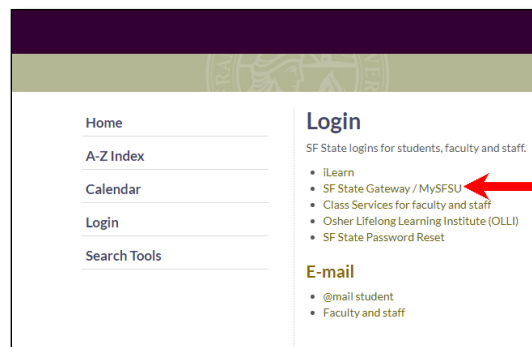 Home
A-Z Index
Calendar
Login
Search Tools
Login
SF State logins for students, faculty and staff.
iLearn
SF State Gateway / MySFSU
Class Services for faculty and staff
Osher Lifelong Learning Institute (OLLI)
SF State Password Reset
E-mail
@mail student
Faculty and staff